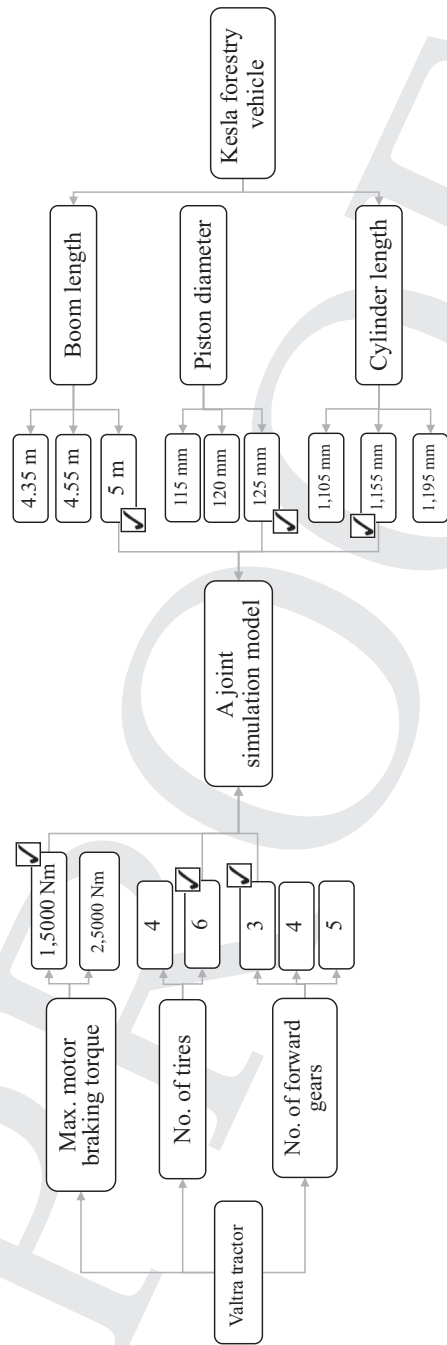 Valtra tractor
Max. motor
braking torque
1,5000 Nm
2,5000 Nm
No. of tires
4
6
No. of forward
gears
3
4
5
A joint
simulation model
4.35 m
4.55 m
5 m
115 mm
120 mm
125 mm
1,105 mm
1,155 mm
1,195 mm
Boom length
Piston diameter
Cylinder length
Kesla forestry
vehicle